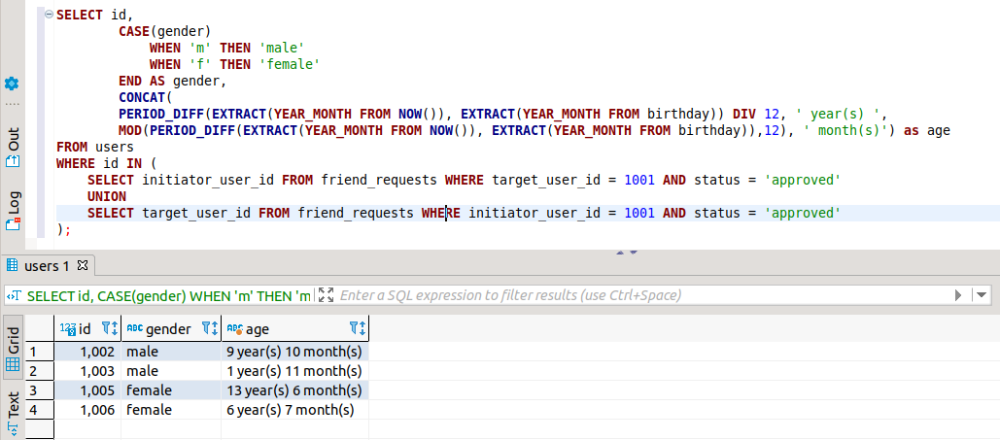 SELECT id,
CASE(gender)
WHEN 'm' THEN 'male'
WHEN 'f' THEN 'female'
END AS gender,
CONCAT(
PERIOD_DIFF(EXTRACT(YEAR_MONTH FROM NOW()), EXTRACT(YEAR_MONTH FROM birthday)) DIV 12, ' year(s) ',
MOD(PERIOD_DIFF(EXTRACT(YEAR_MONTH FROM NOW()), EXTRACT(YEAR_MONTH FROM birthday)),12), ' month(s)') as age
FROM users
WHERE id IN (
SELECT initiator_user_id FROM friend_requests WHERE target_user_id = 1001 AND status = 'approved'
UNION
SELECT target_user_id FROM friend_requests WHERE initiator_user_id = 1001 AND status = 'approved'
);
Out
Log
users 1
SELECT id, CASE(gender) WHEN 'm' THEN 'm
Enter a SQL expression to filter results (use Ctrl+Space)
Grid
Text
123 id ABC gender ABC age
1 1,002 male 9 year(s) 10 month(s)
2 1,003 male 1 year(s) 11 month(s)
3 1,005 female 13 year(s) 6 month(s)
4 1,006 female 6 year(s) 7 month(s)